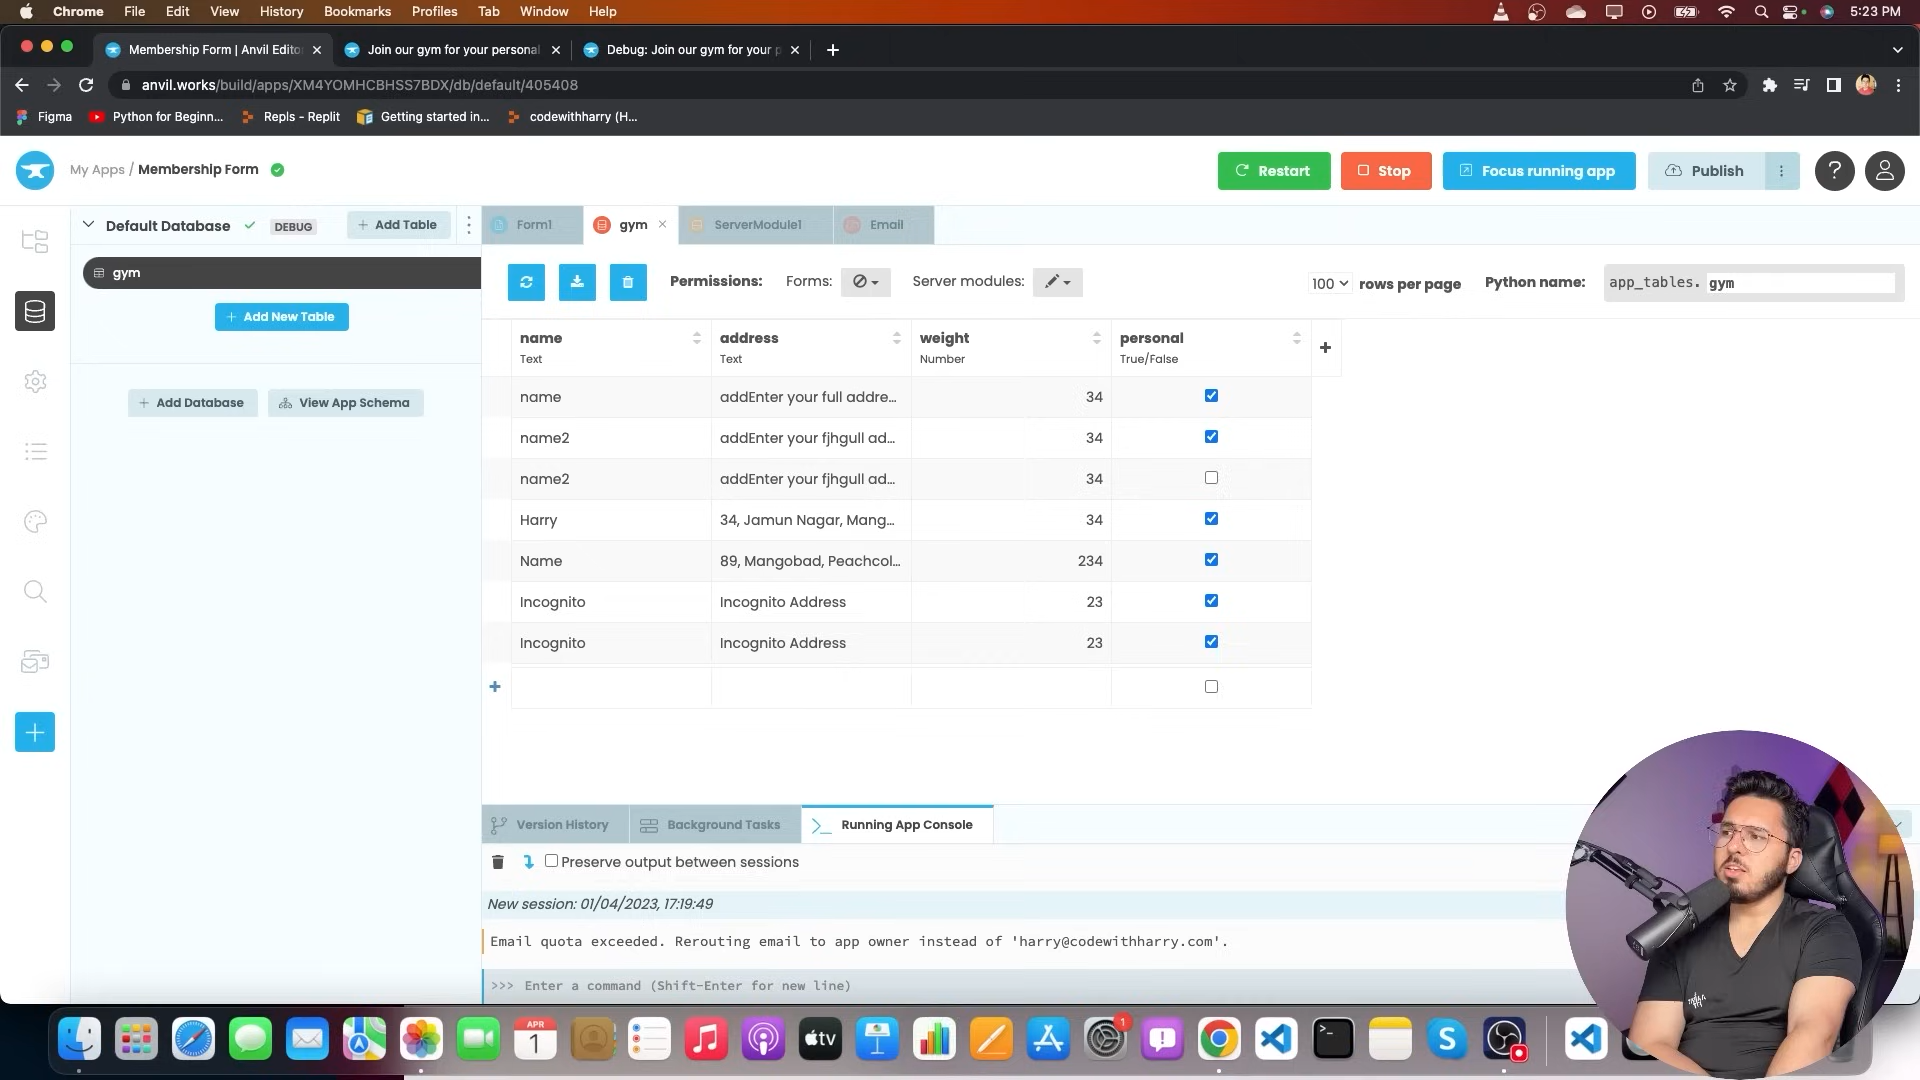 Chrome File Edit View History Bookmarks Profiles Tab Window Help 5:23 PM
Membership Form | Anvil Edito Join our gym for your personal Debug: Join our gym for your p
anvil.works/build/apps/XM4YOMHCBHSS7BDX/db/default/405408
Figma Python for Beginn... Repls - Replit Getting started in... codewithharry (H...
My Apps / Membership Form Restart Stop Focus running app Publish ?
Default Database DEBUG + Add Table Form1 gym ServerModule1 Email
gym
Permissions: Forms: Server modules: 100 rows per page Python name: app_tables. gym
+ Add New Table
name address weight personal +
Text Text Number True/False
name addEnter your full addre... 34
+ Add Database View App Schema
name2 addEnter your fjhgull ad... 34
name2 addEnter your fjhgull ad... 34
Harry 34, Jamun Nagar, Mang... 34
Name 89, Mangobad, Peachcol... 234
Incognito Incognito Address 23
Incognito Incognito Address 23
+
Version History Background Tasks Running App Console
Preserve output between sessions
New session: 01/04/2023, 17:19:49
Email quota exceeded. Rerouting email to app owner instead of 'harry@codewithharry.com'.
>>> Enter a command (Shift-Enter for new line)
APR
1
tv
1